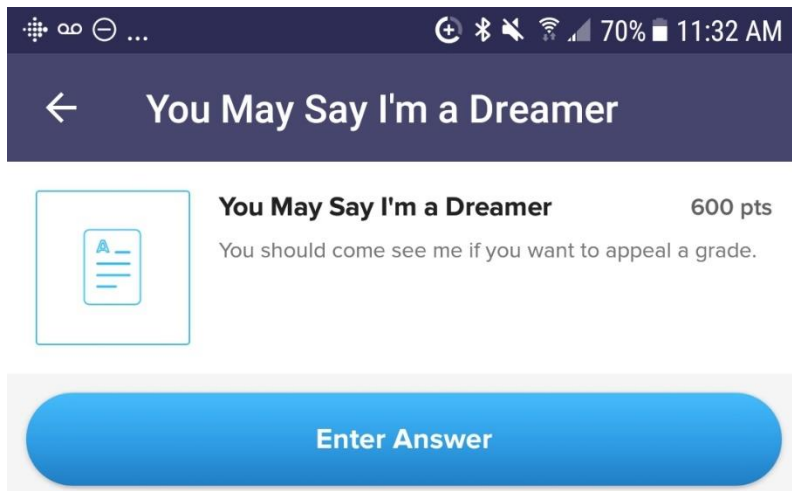 ... 70% 11:32 AM
You May Say I'm a Dreamer
You May Say I'm a Dreamer 600 pts
You should come see me if you want to appeal a grade.
A
Enter Answer